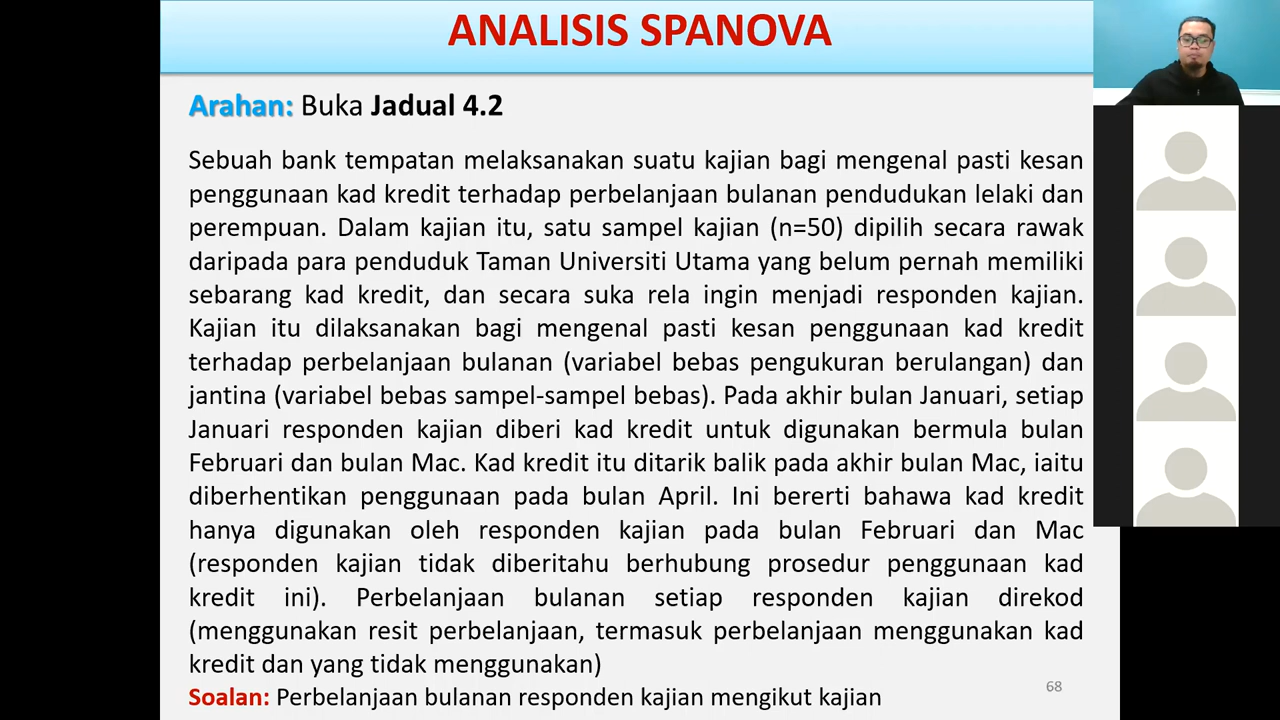 ANALISIS SPANOVA
Arahan: Buka Jadual 4.2
Sebuah bank tempatan melaksanakan suatu kajian bagi mengenal pasti kesan
penggunaan kad kredit terhadap perbelanjaan bulanan pendudukan lelaki dan
perempuan. Dalam kajian itu, satu sampel kajian (n=50) dipilih secara rawak
daripada para penduduk Taman Universiti Utama yang belum pernah memiliki
sebarang kad kredit, dan secara suka rela ingin menjadi responden kajian.
Kajian itu dilaksanakan bagi mengenal pasti kesan penggunaan kad kredit
terhadap perbelanjaan bulanan (variabel bebas pengukuran berulangan) dan
jantina (variabel bebas sampel-sampel bebas). Pada akhir bulan Januari, setiap
Januari responden kajian diberi kad kredit untuk digunakan bermula bulan
Februari dan bulan Mac. Kad kredit itu ditarik balik pada akhir bulan Mac, iaitu
diberhentikan penggunaan pada bulan April. Ini bererti bahawa kad kredit
hanya digunakan oleh responden kajian pada bulan Februari dan Mac
(responden kajian tidak diberitahu berhubung prosedur penggunaan kad
kredit ini). Perbelanjaan bulanan setiap responden kajian direkod
(menggunakan resit perbelanjaan, termasuk perbelanjaan menggunakan kad
kredit dan yang tidak menggunakan)
Soalan: Perbelanjaan bulanan responden kajian mengikut kajian
68